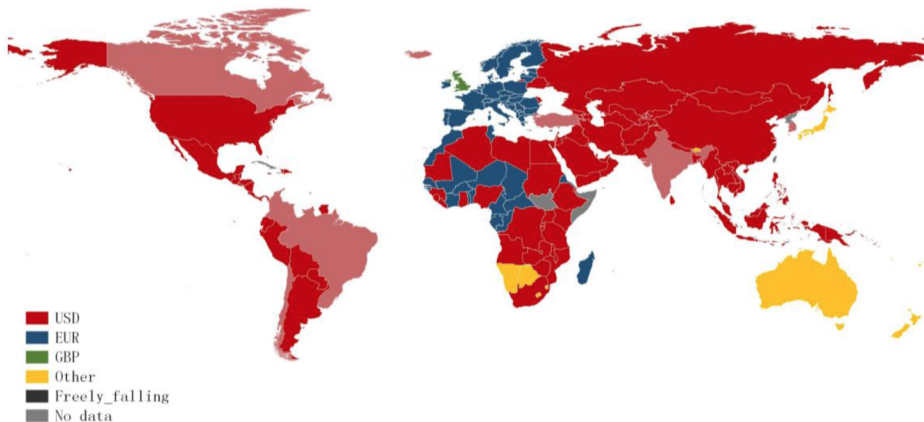 USD
EUR
GBP
Other
Freely_falling
No data